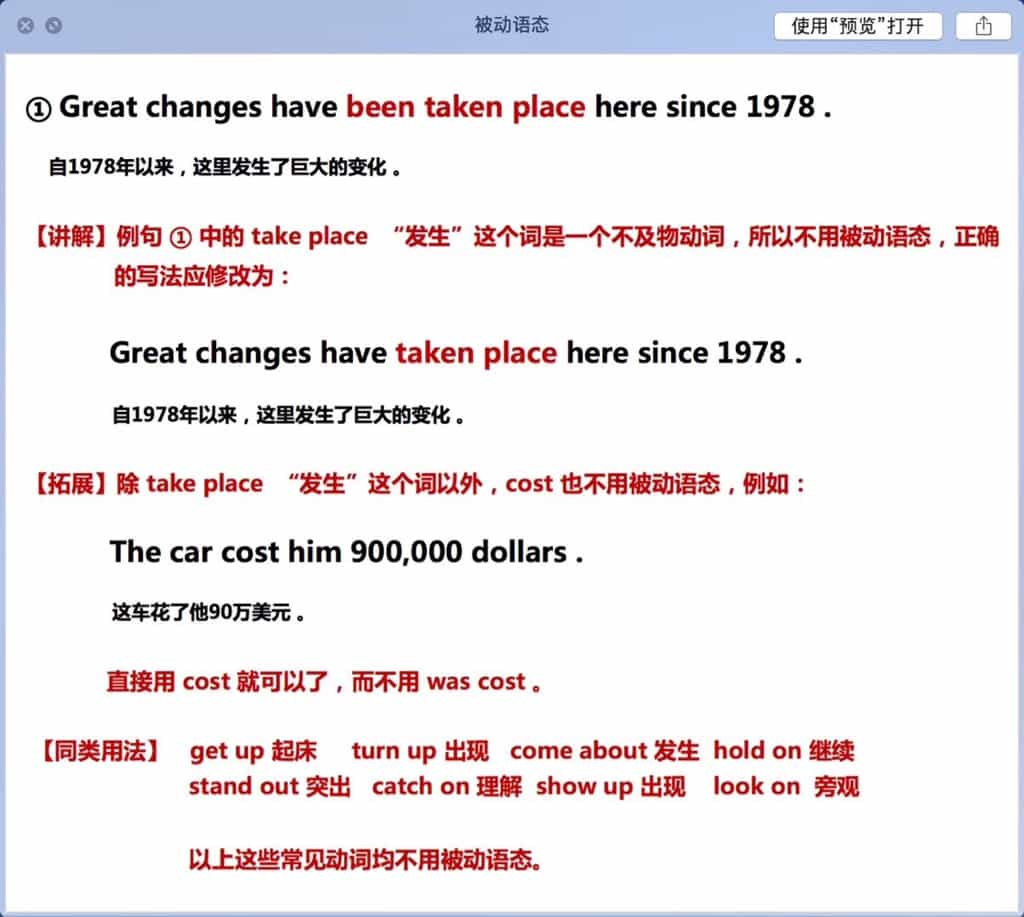 被动语态
使用“预览”打开
① Great changes have been taken place here since 1978 .
自1978年以来，这里发生了巨大的变化 。
【讲解】例句 ① 中的 take place “发生”这个词是一个不及物动词，所以不用被动语态，正确
的写法应修改为：
Great changes have taken place here since 1978 .
自1978年以来，这里发生了巨大的变化 。
【拓展】除 take place “发生”这个词以外，cost 也不用被动语态，例如：
The car cost him 900,000 dollars .
这车花了他90万美元 。
直接用 cost 就可以了，而不用 was cost 。
【同类用法】 get up 起床 turn up 出现 come about 发生 hold on 继续
stand out 突出 catch on 理解 show up 出现 look on 旁观
以上这些常见动词均不用被动语态。